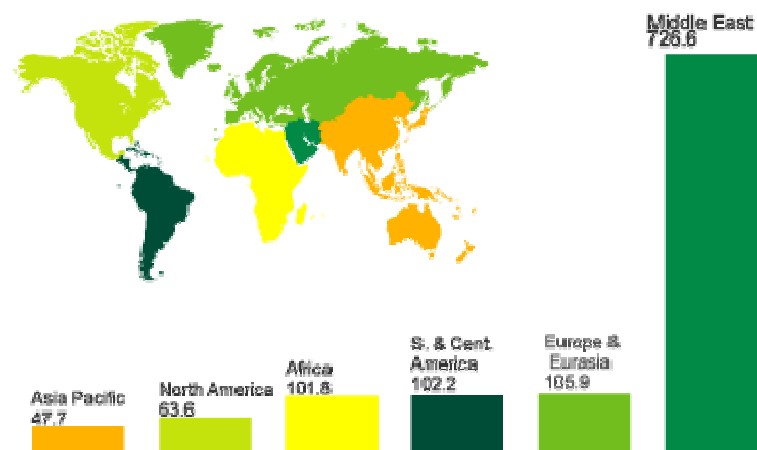 Middle East
726.6
S. & Cent.
America
102.2
Europe &
Eurasia
105.9
Africa
101.8
North America
63.6
Asia Pacific
47.7